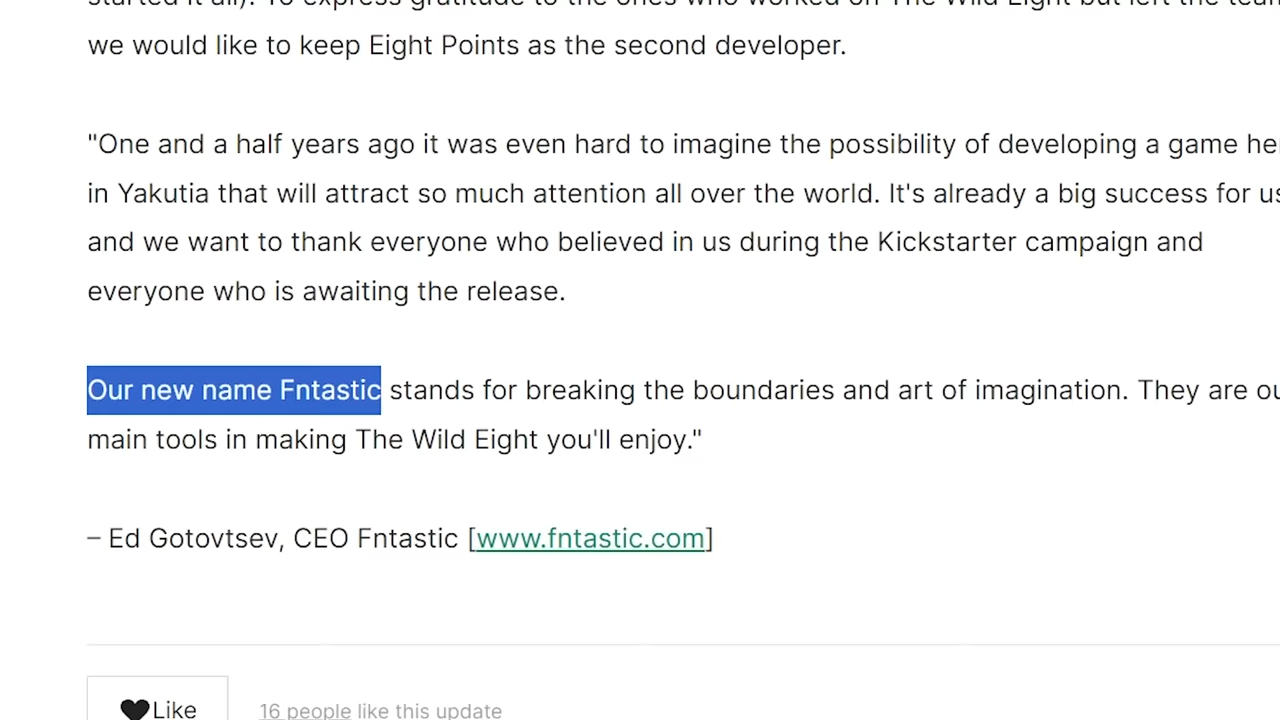 started it all). To express gratitude to the ones who worked on The Wild Eight but left the team
we would like to keep Eight Points as the second developer.
"One and a half years ago it was even hard to imagine the possibility of developing a game
in Yakutia that will attract so much attention all over the world. It's already a big success for us
and we want to thank everyone who believed in us during the Kickstarter campaign and
everyone who is awaiting the release.
Our new name Fntastic stands for breaking the boundaries and art of imagination. They are
main tools in making The Wild Eight you'll enjoy."
– Ed Gotovtsev, CEO Fntastic [www.fntastic.com]
Like
16 people like this update